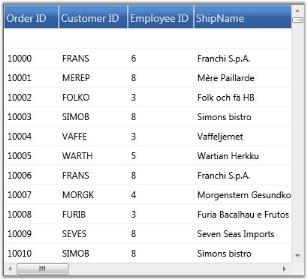 Order ID Customer ID Employee ID ShipName
10000 FRANS 6 Franchi S.p.A.
10001 MEREP 8 Mère Paillarde
10002 FOLKO 3 Folk och fä HB
10003 SIMOB 8 Simons bistro
10004 VAFFE 3 Vaffeljernet
10005 WARTH 5 Wartian Herkku
10006 FRANS 8 Franchi S.p.A.
10007 MORGK 4 Morgenstern Gesundko
10008 FURIB 3 Furia Bacalhau e Frutos
10009 SEVES 8 Seven Seas Imports
10010 SIMOB 8 Simons bistro